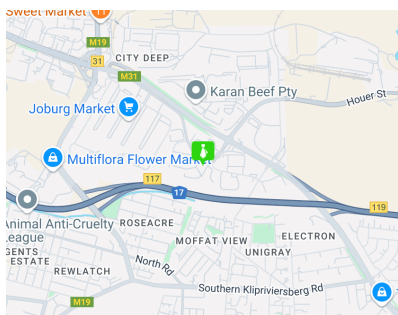 Sweet Market
M19
CITY DEEP
31
M31
Karan Beef Pty
Houer St
Joburg Market
Multiflora Flower Market
117
17
119
Animal Anti-Cruelty
League
ROSEACRE
ELECTRON
MOFFAT VIEW
UNIGRAY
GENTS
ESTATE
REWLATCH
North Rd
Southern Klipriviersberg Rd
M19